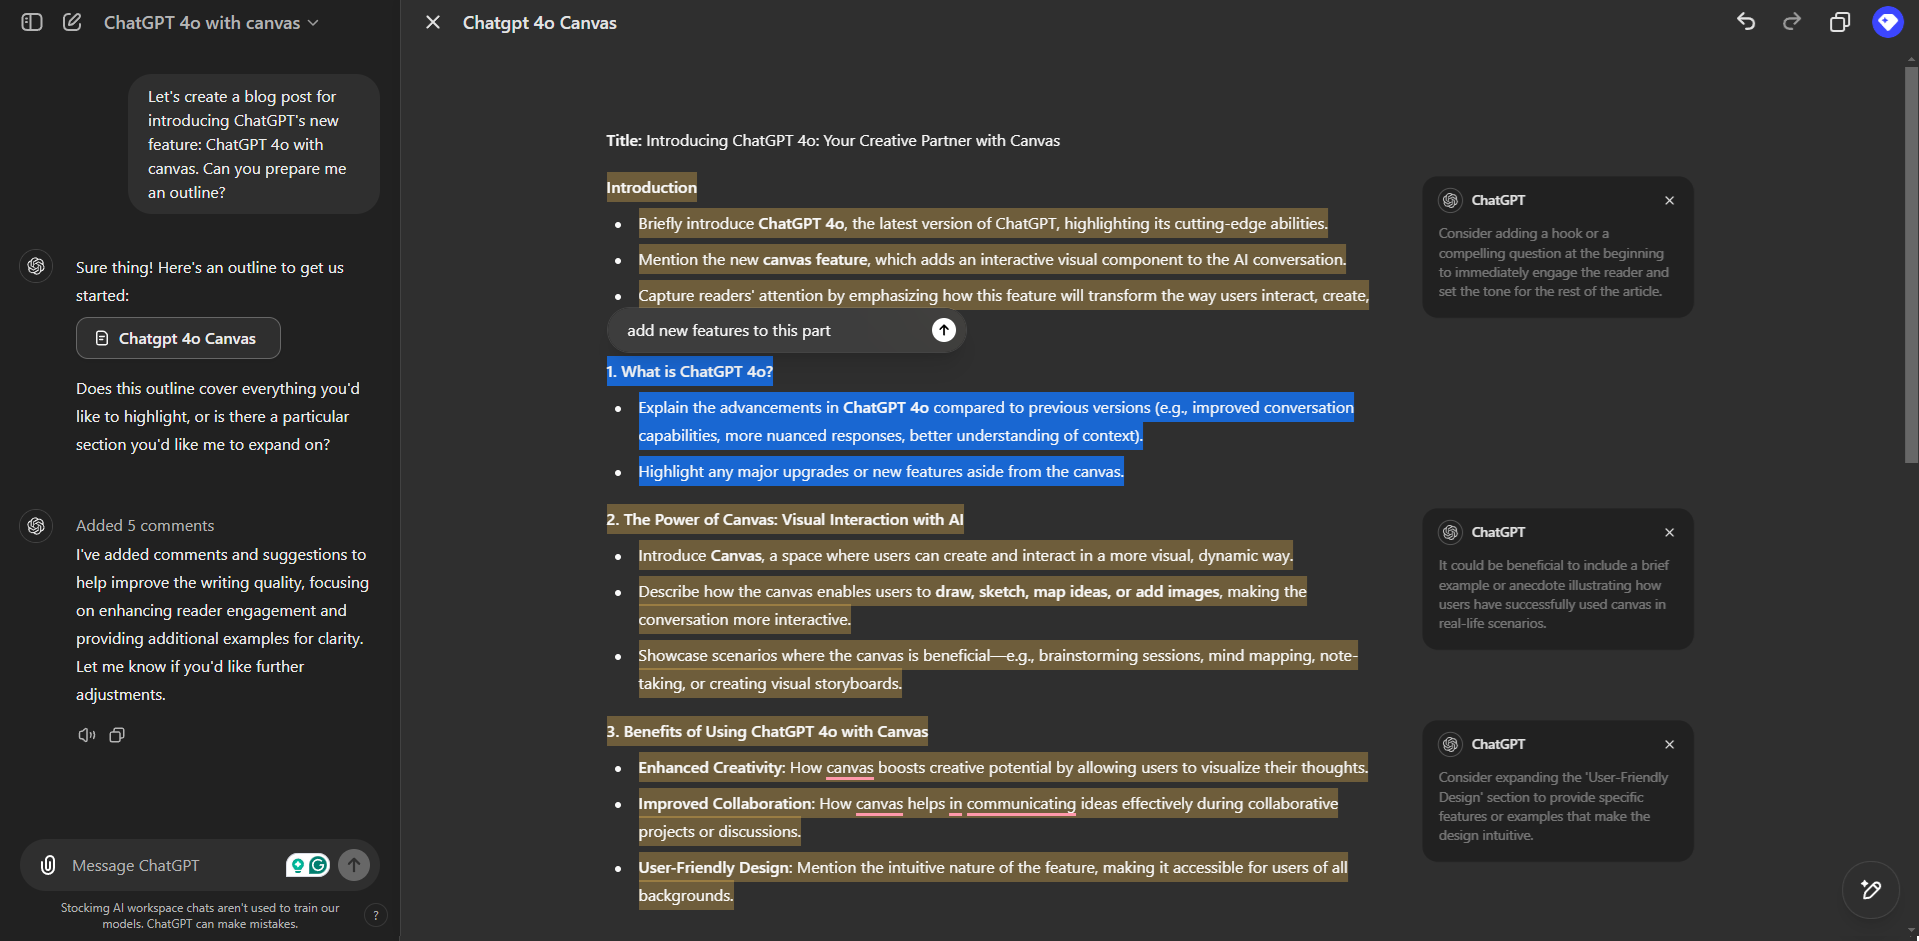 ChatGPT 4o with canvas
Let's create a blog post for
introducing ChatGPT's new
feature: ChatGPT 4o with
canvas. Can you prepare me
an outline?
Sure thing! Here's an outline to get us
started:
Chatgpt 4o Canvas
Does this outline cover everything you'd
like to highlight, or is there a particular
section you'd like me to expand on?
Added 5 comments
I've added comments and suggestions to
help improve the writing quality, focusing
on enhancing reader engagement and
providing additional examples for clarity.
Let me know if you'd like further
adjustments.
Message ChatGPT
Stockimg AI workspace chats aren't used to train our
models. ChatGPT can make mistakes.
?
Chatgpt 4o Canvas
Title: Introducing ChatGPT 4o: Your Creative Partner with Canvas
Introduction
Briefly introduce ChatGPT 4o, the latest version of ChatGPT, highlighting its cutting-edge abilities.
Mention the new canvas feature, which adds an interactive visual component to the AI conversation.
Capture readers' attention by emphasizing how this feature will transform the way users interact, create,
add new features to this part
1. What is ChatGPT 4o?
Explain the advancements in ChatGPT 4o compared to previous versions (e.g., improved conversation
capabilities, more nuanced responses, better understanding of context).
Highlight any major upgrades or new features aside from the canvas.
2. The Power of Canvas: Visual Interaction with AI
Introduce Canvas, a space where users can create and interact in a more visual, dynamic way.
Describe how the canvas enables users to draw, sketch, map ideas, or add images, making the
conversation more interactive.
Showcase scenarios where the canvas is beneficial—e.g., brainstorming sessions, mind mapping, note-
taking, or creating visual storyboards.
3. Benefits of Using ChatGPT 4o with Canvas
Enhanced Creativity: How canvas boosts creative potential by allowing users to visualize their thoughts.
Improved Collaboration: How canvas helps in communicating ideas effectively during collaborative
projects or discussions.
User-Friendly Design: Mention the intuitive nature of the feature, making it accessible for users of all
backgrounds.
ChatGPT
Consider adding a hook or a
compelling question at the beginning
to immediately engage the reader and
set the tone for the rest of the article.
ChatGPT
It could be beneficial to include a brief
example or anecdote illustrating how
users have successfully used canvas in
real-life scenarios.
ChatGPT
Consider expanding the 'User-Friendly
Design' section to provide specific
features or examples that make the
design intuitive.